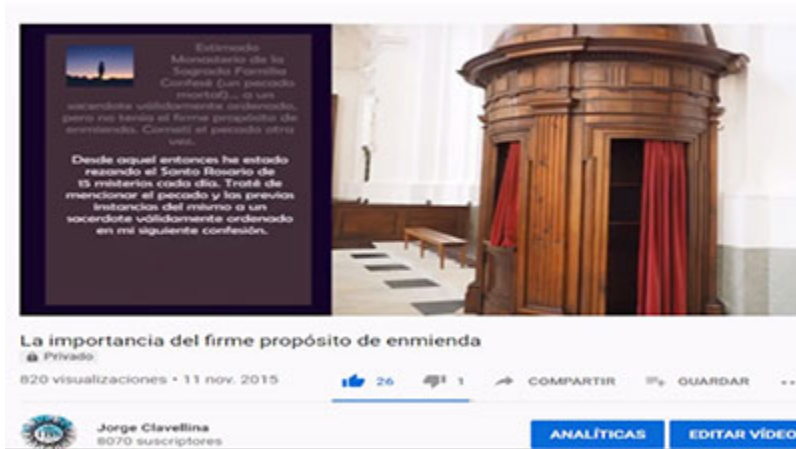 Estimado
Monasterio de la
Sagrada Familia
Confesé (un pecado
mortal)... a un
sacerdote válidamente ordenado,
pero no tenía el firme propósito de
enmienda. Cometí el pecado otra
vez.
Desde aquel entonces he estado
rezando el Santo Rosario de
15 misterios cada día. Traté de
mencionar el pecado y las previas
instancias del mismo a un
sacerdote válidamente ordenado
en mi siguiente confesión.
La importancia del firme propósito de enmienda
Privado
820 visualizaciones • 11 nov. 2015 26 1 COMPARTIR GUARDAR ...
Jorge Clavellina
8070 suscriptores
ANALÍTICAS EDITAR VÍDEO